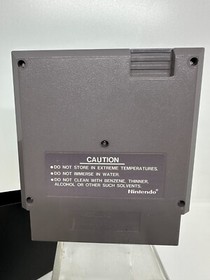 CAUTION
•DO NOT STORE IN EXTREME TEMPERATURES.
•DO NOT IMMERSE IN WATER.
•DO NOT CLEAN WITH BENZENE, THINNER,
ALCOHOL OR OTHER SUCH SOLVENTS.
Nintendo®